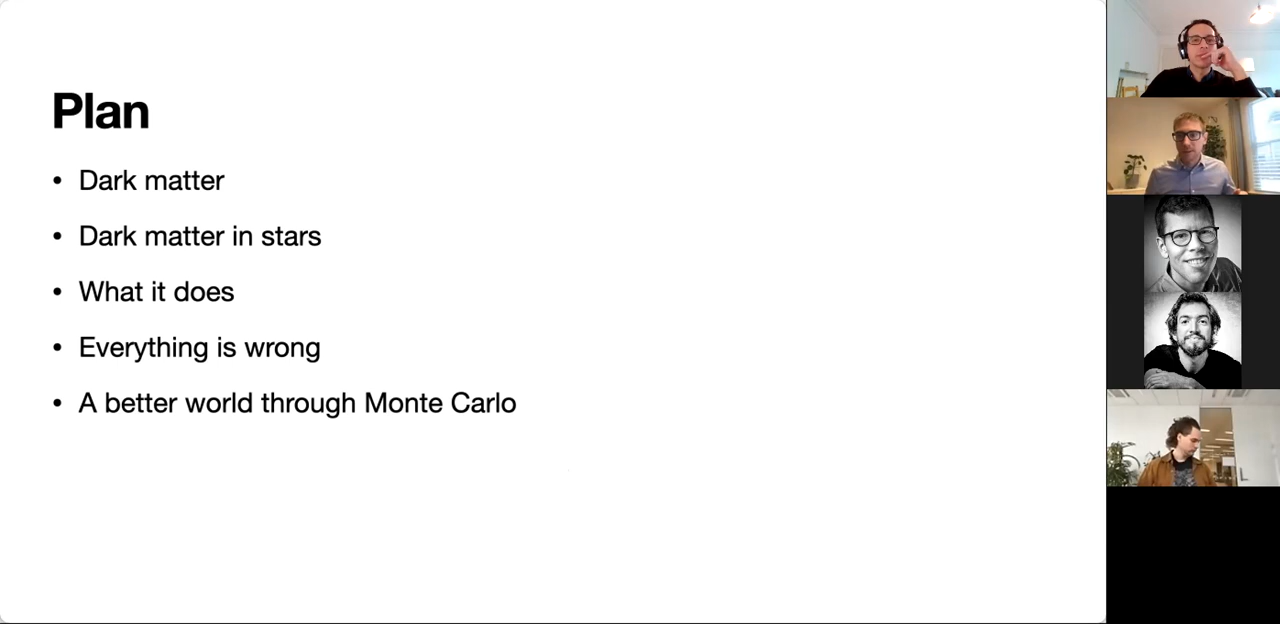 Plan
• Dark matter
• Dark matter in stars
• What it does
• Everything is wrong
• A better world through Monte Carlo